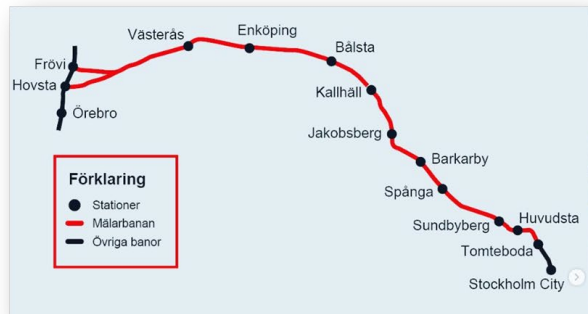 Frövi
Hovsta
Örebro
Västerås
Enköping
Bålsta
Kallhäll
Jakobsberg
Barkarby
Spånga
Sundbyberg
Huvudsta
Tomteboda
Stockholm City
Förklaring
Stationer
Mälarbanan
Övriga banor